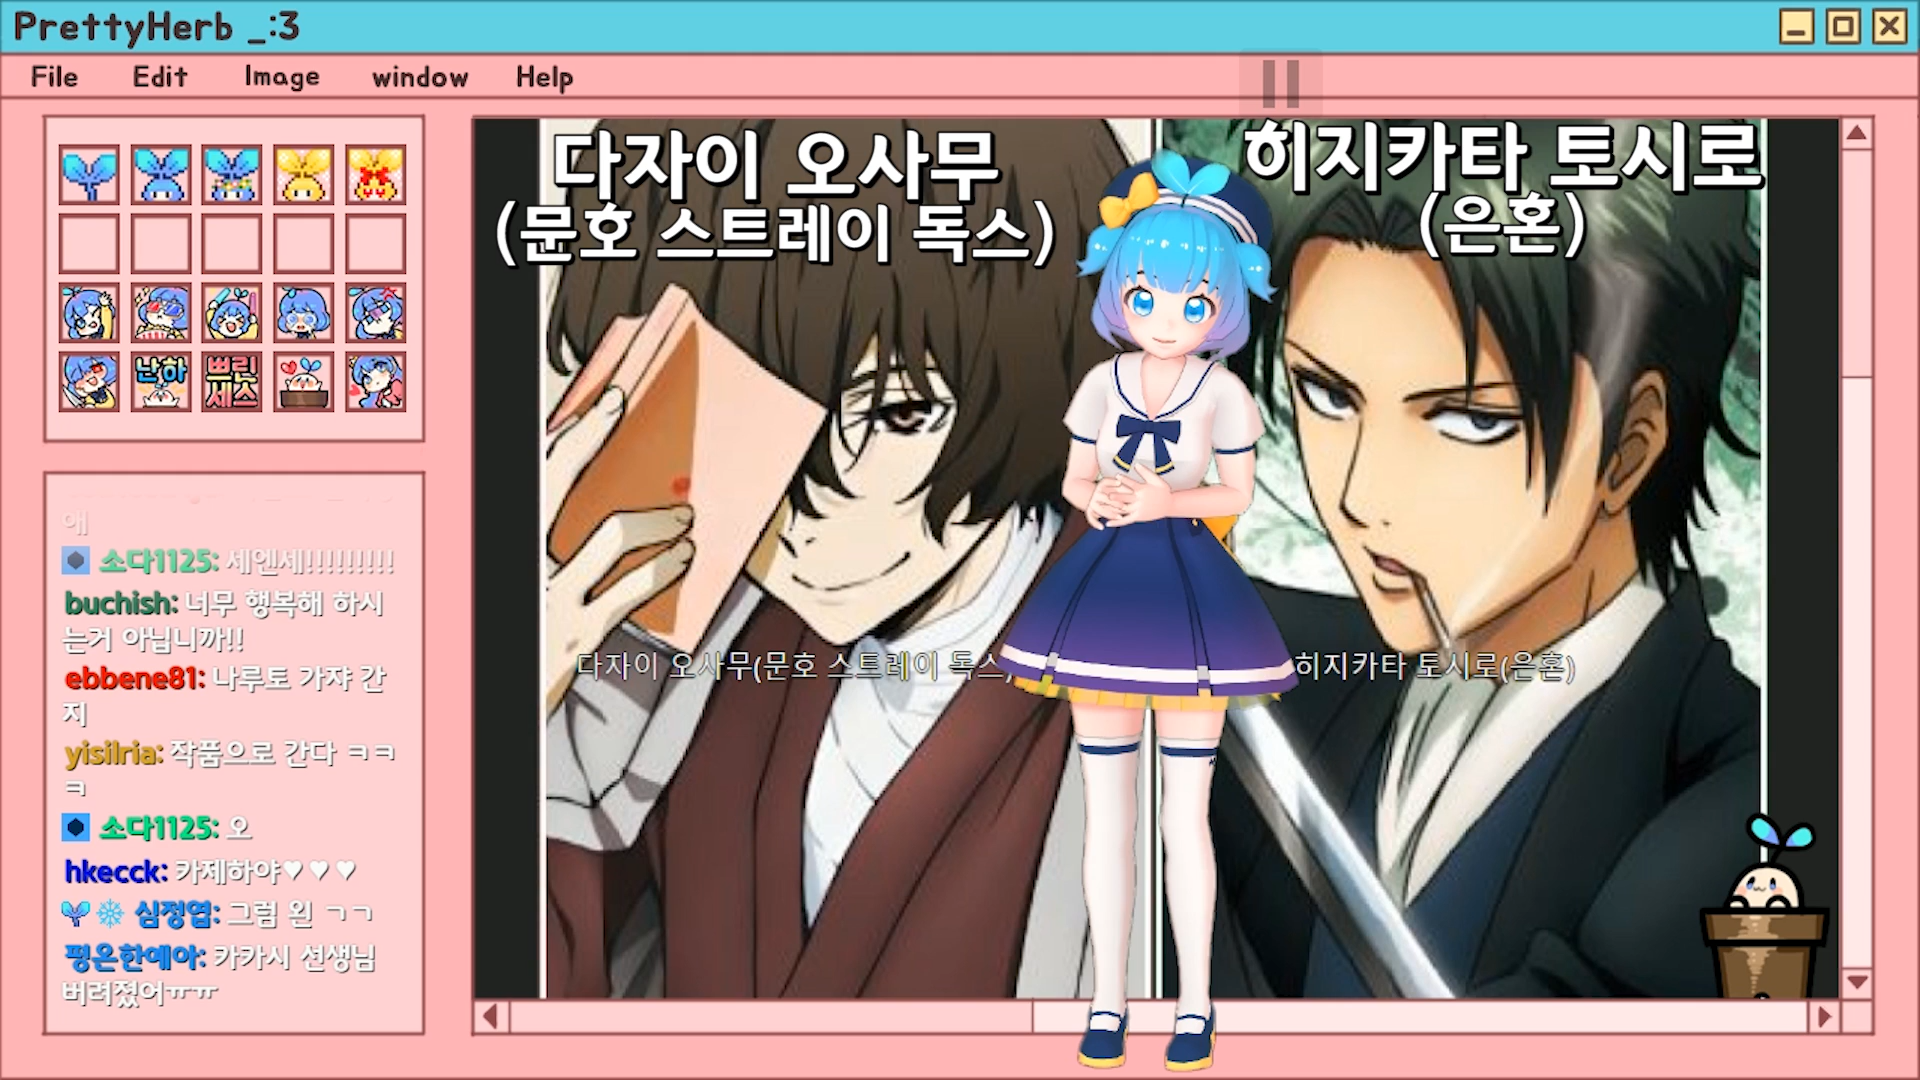 PrettyHerb _:3
File Edit Image window Help
난하
쁘린
세스
다자이 오사무
(문호 스트레이 독스)
히지카타 토시로
(은혼)
다자이 오사무(문호 스트레이 독스)
히지카타 토시로(은혼)
애
소다1125: 세엔세!!!!!!!!!!
buchish: 너무 행복해 하시
는거 아닙니까!!
ebbene81: 나루토 가쟈 간
지
yisilria: 작품으로 간다 ㅋㅋ
ㅋ
소다1125: 오
hkecck: 카제하야♥♥♥
심정엽: 그럼 왼 ㄱㄱ
평온한예아: 카카시 선생님
버려졌어ㅠㅠ